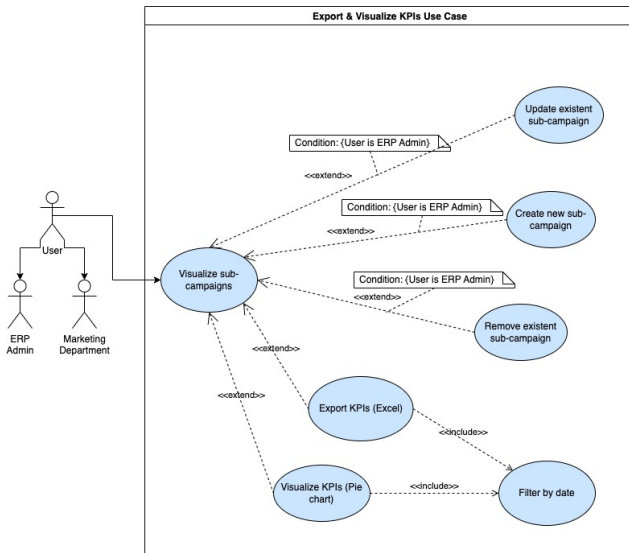 Export & Visualize KPIs Use Case
Update existent
sub-campaign
Condition: {User is ERP Admin}
<<extend>>
Condition: {User is ERP Admin}
Create new sub-
campaign
<<extend>>
User
Visualize sub-
campaigns
Condition: {User is ERP Admin}
<<extend>>
Remove existent
sub-campaign
ERP
Admin
Marketing
Department
<<extend>>
<<extend>>
Export KPIs (Excel)
<<include>>
Visualize KPIs (Pie
chart)
<<include>>
Filter by date